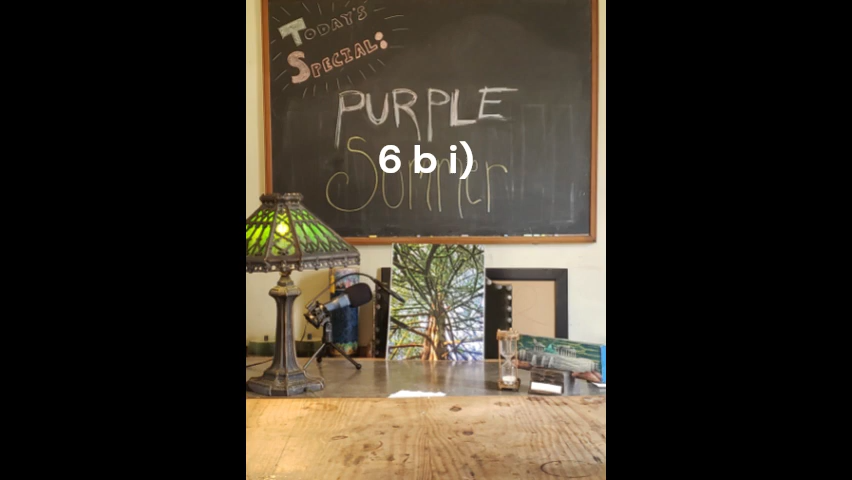 TODAY'S
SPECIAL:
PURPLE
Summer
6 b i)